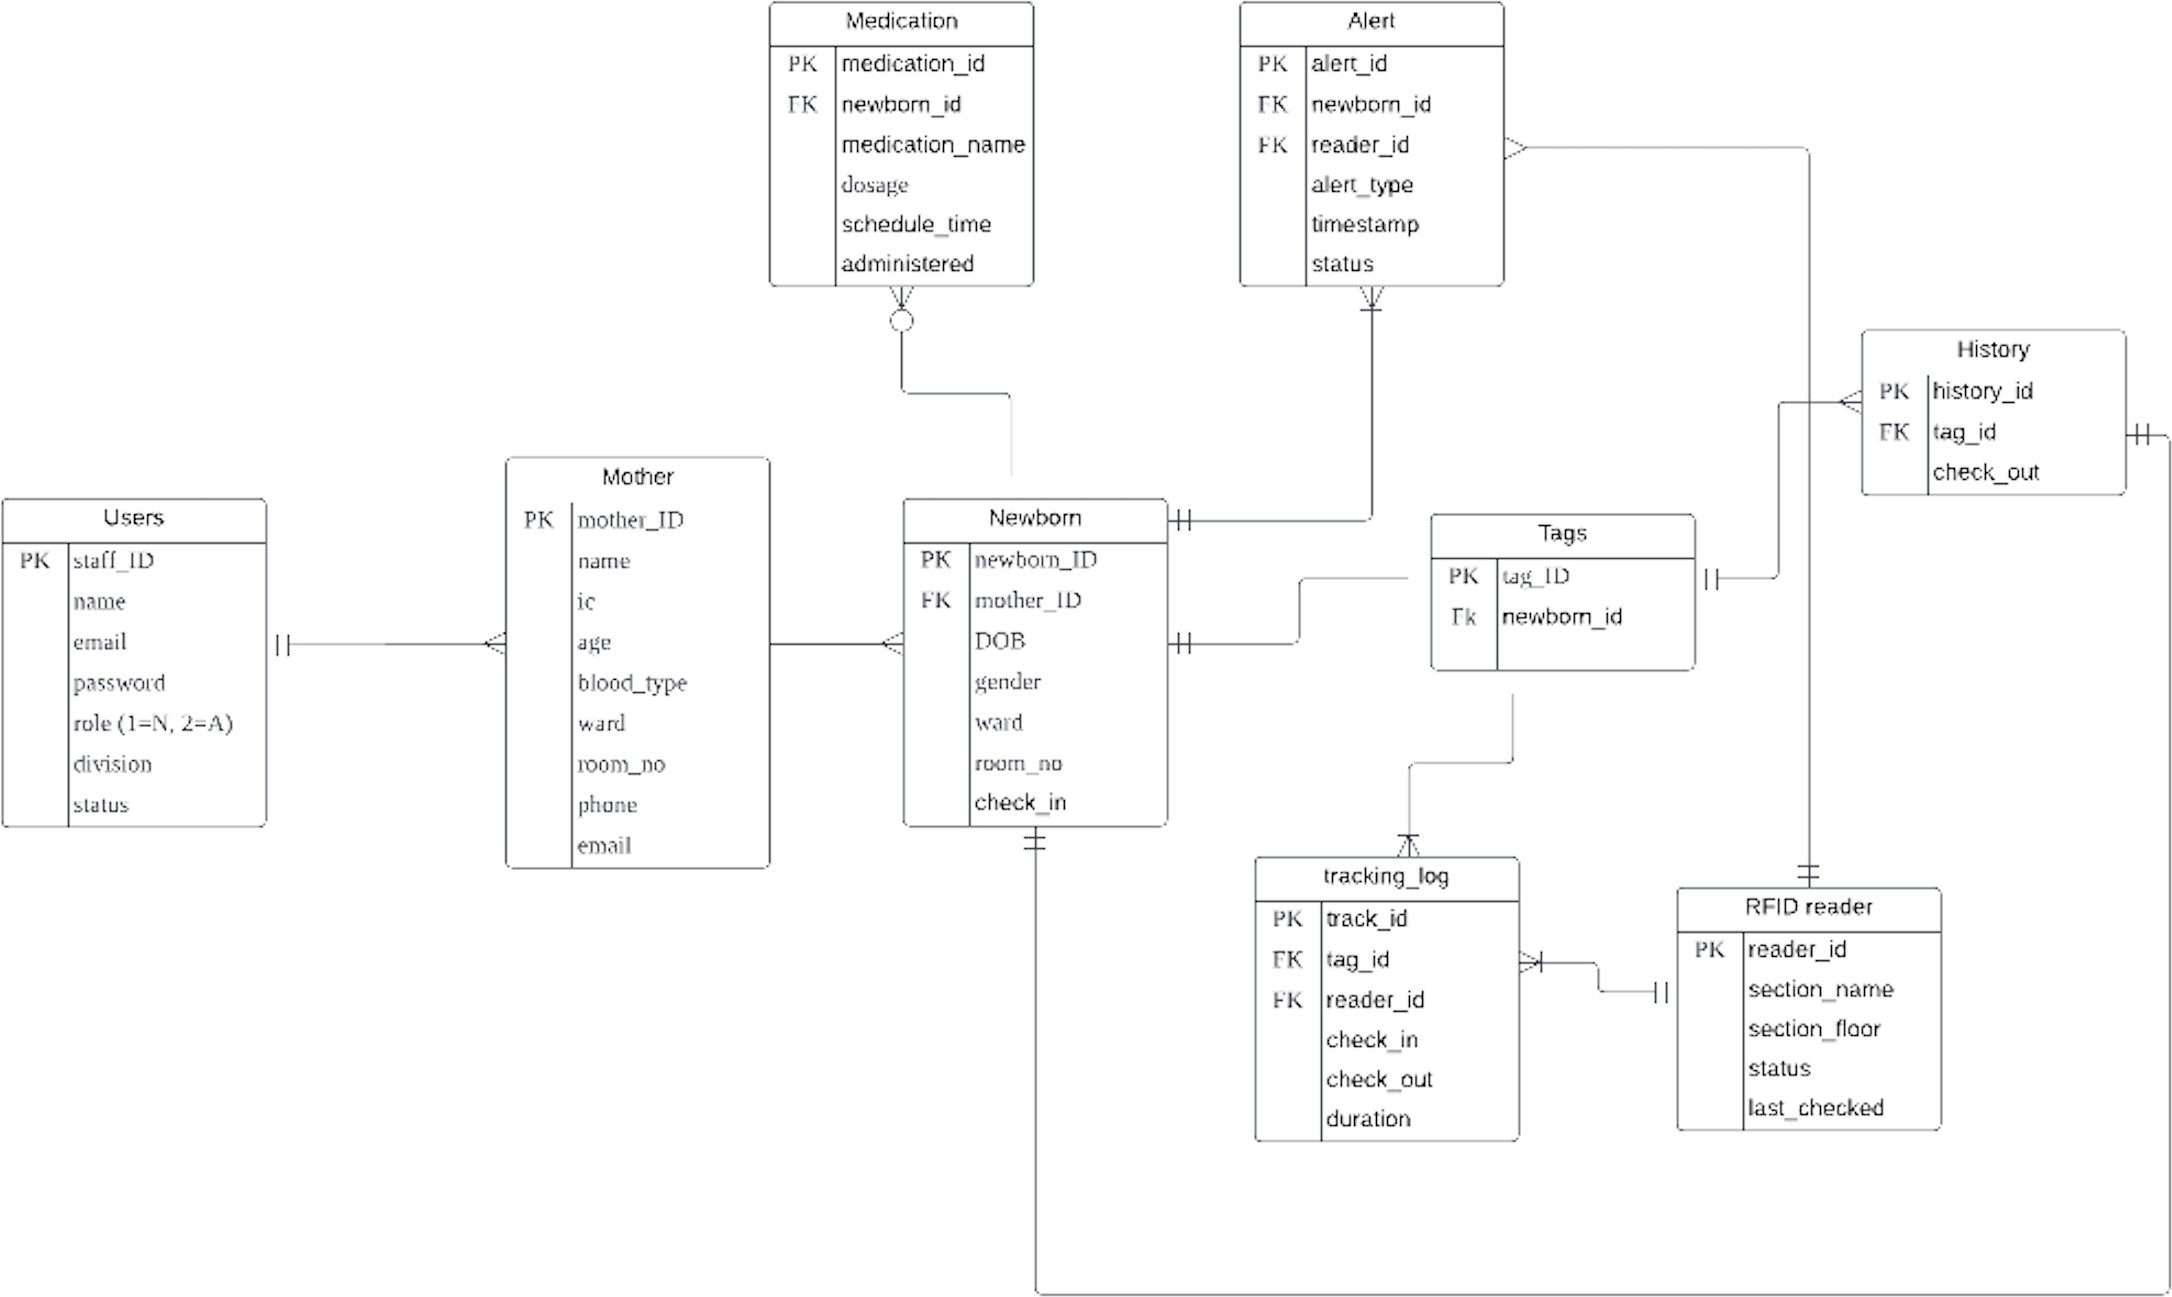 Medication
PK medication_id
FK newborn_id
medication_name
dosage
schedule_time
administered
Alert
PK alert_id
FK newborn_id
FK reader_id
alert_type
timestamp
status
History
PK history_id
FK tag_id
check_out
Mother
PK mother_ID
name
ic
age
blood_type
ward
room_no
phone
email
Users
PK staff_ID
name
email
password
role (1=N, 2=A)
division
status
Newborn
PK newborn_ID
FK mother_ID
DOB
gender
ward
room_no
check_in
Tags
PK tag_ID
Fk newborn_id
tracking_log
PK track_id
FK tag_id
FK reader_id
check_in
check_out
duration
RFID reader
PK reader_id
section_name
section_floor
status
last_checked